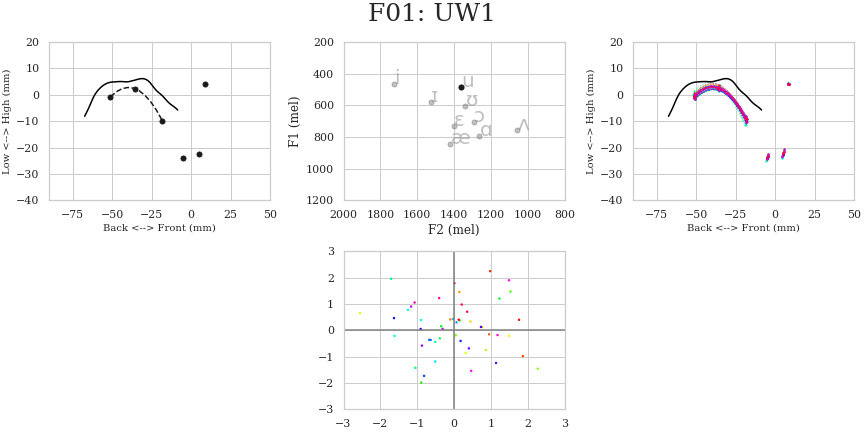 F01: UW1
20
10
0
−10
−20
−30
−40
−75 −50 −25 0 25 50
Low <--> High (mm)
Back <--> Front (mm)
200
400
600
800
1000
1200
2000 1800 1600 1400 1200 1000 800
F1 (mel)
F2 (mel)
i
u
ɪ
ʊ
ɛ
ɔ
æ
ɑ
ʌ
20
10
0
−10
−20
−30
−40
−75 −50 −25 0 25 50
Low <--> High (mm)
Back <--> Front (mm)
3
2
1
0
−1
−2
−3
−3 −2 −1 0 1 2 3